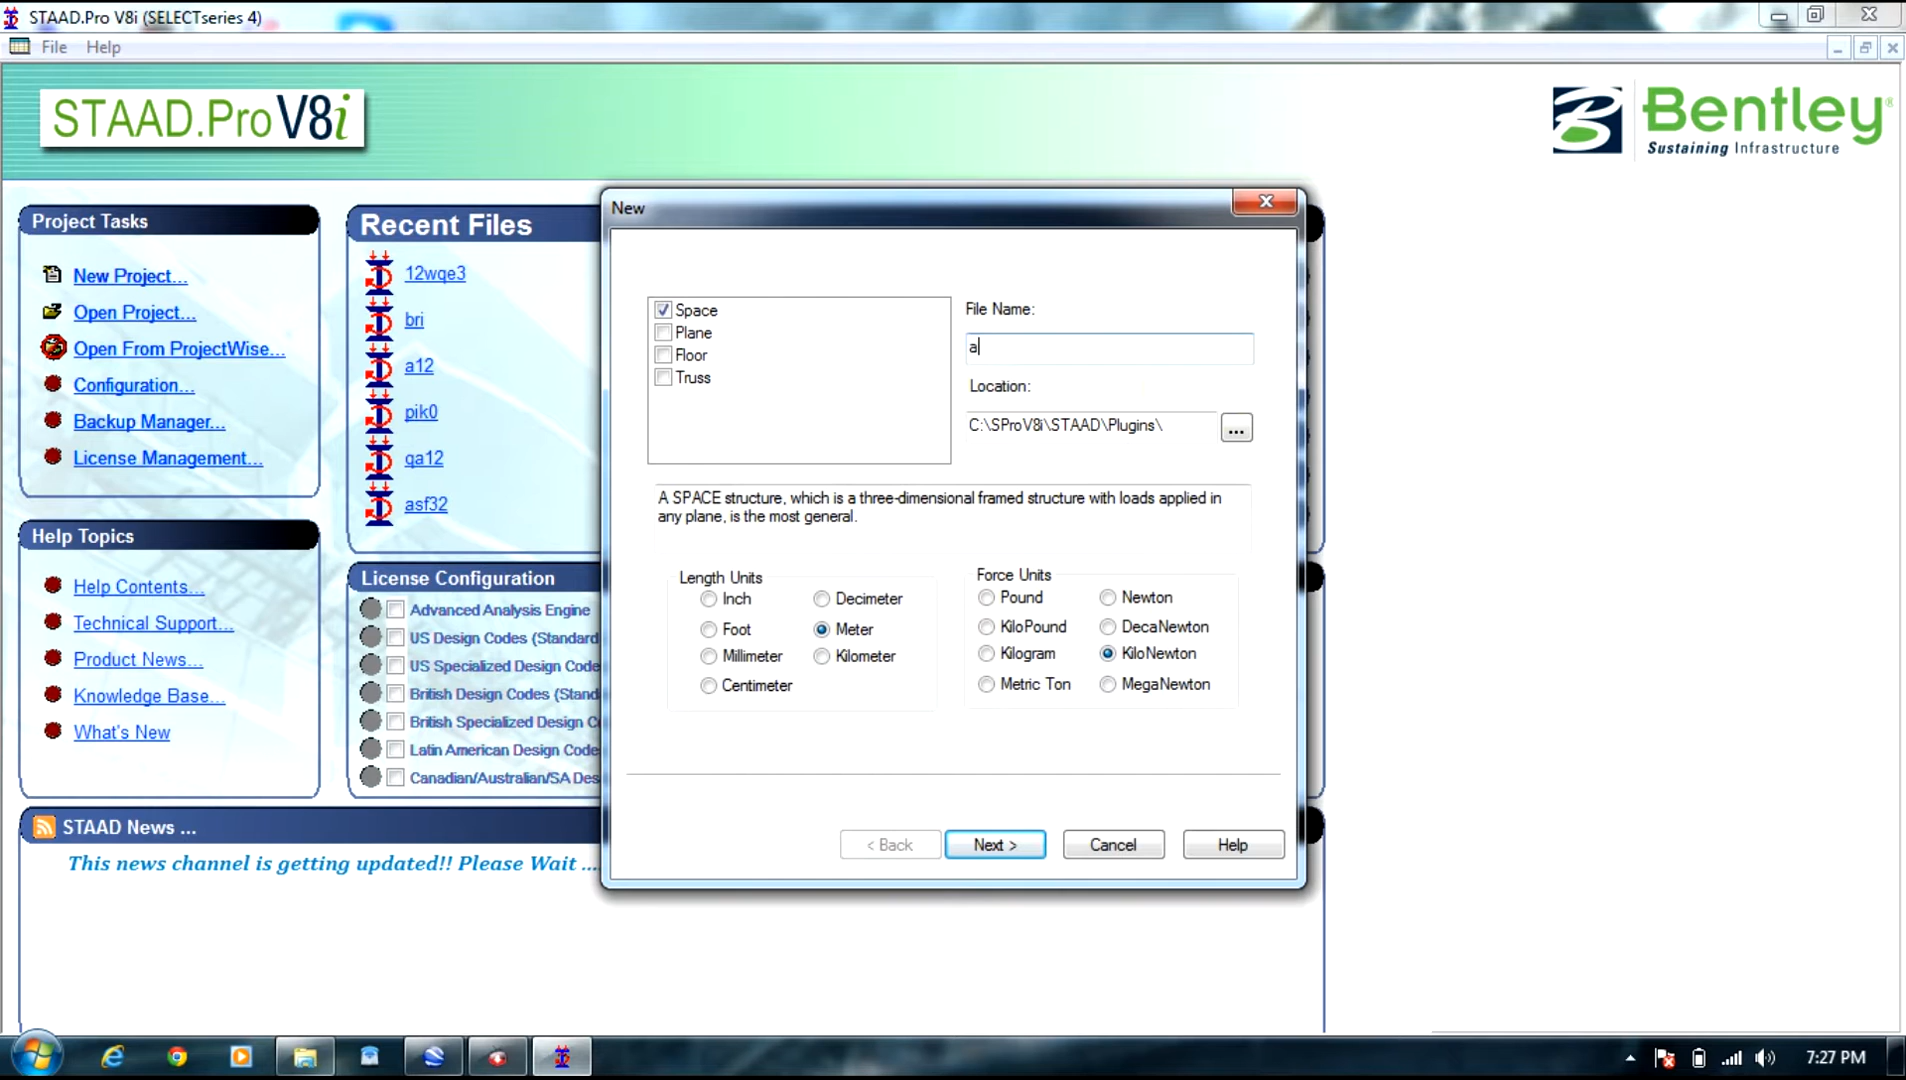 STAAD.Pro V8i (SELECTseries 4)
File Help
STAAD.Pro V8i
Bentley®
Sustaining Infrastructure
Project Tasks
New Project...
Open Project...
Open From ProjectWise...
Configuration...
Backup Manager...
License Management...
Recent Files
12wqe3
bri
a12
pik0
qa12
asf32
Help Topics
Help Contents...
Technical Support...
Product News...
Knowledge Base...
What's New
License Configuration
Advanced Analysis Engine
US Design Codes (Standard
US Specialized Design Code
British Design Codes (Stand
British Specialized Design C
Latin American Design Code
Canadian/Australian/SA Des
STAAD News ...
This news channel is getting updated!! Please Wait ....
New
Space
Plane
Floor
Truss
File Name:
a
Location:
C:\SProV8i\STAAD\Plugins\
...
A SPACE structure, which is a three-dimensional framed structure with loads applied in
any plane, is the most general.
Length Units
Inch Decimeter
Foot Meter
Millimeter Kilometer
Centimeter
Force Units
Pound Newton
KiloPound DecaNewton
Kilogram KiloNewton
Metric Ton MegaNewton
< Back Next > Cancel Help
7:27 PM